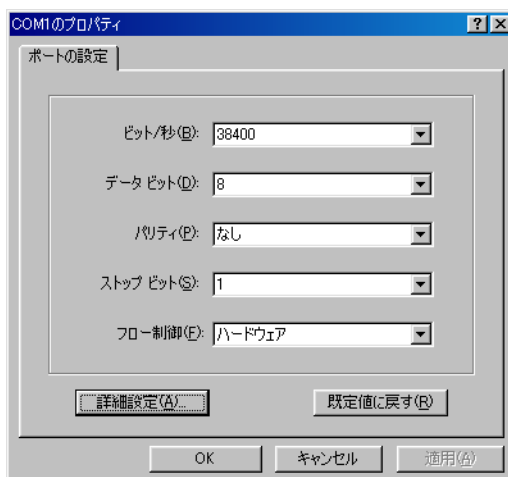 COM1のプロパティ
ポートの設定
ビット/秒(B): 38400
データ ビット(D): 8
パリティ(P): なし
ストップ ビット(S): 1
フロー制御(F): ハードウェア
詳細設定(A)... 既定値に戻す(R)
OK キャンセル 適用(A)